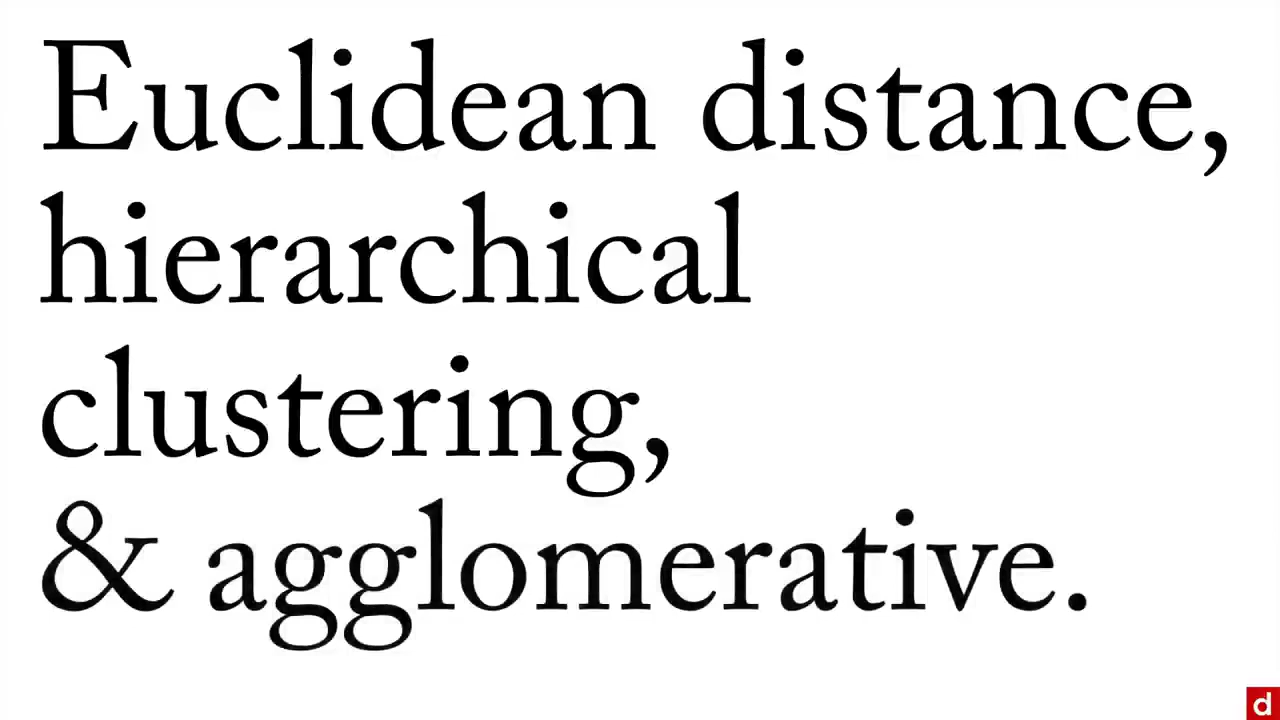 Euclidean distance,
hierarchical
clustering,
& agglomerative.
d